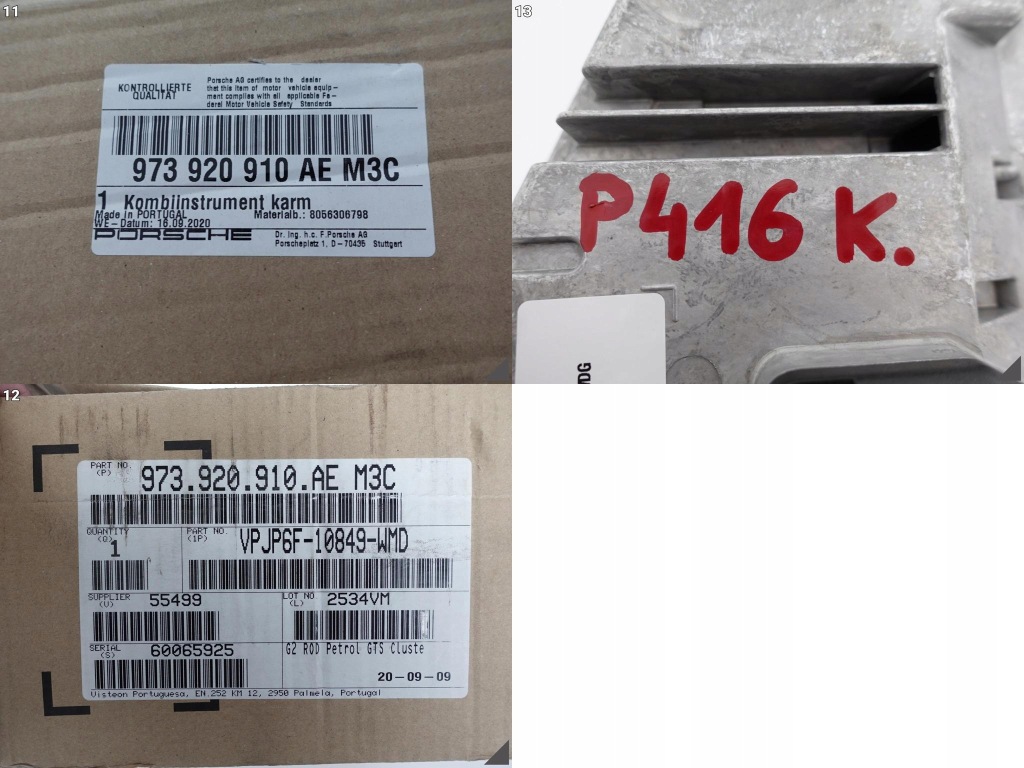 11
KONTROLLIERTE
QUALITÄT
Porsche AG certifies to the dealer
that this item of motor vehicle equip-
ment complies with all applicable Fe-
deral Motor Vehicle Safety Standards
973 920 910 AE M3C
1 Kombiinstrument karm
Made in PORTUGAL Materialb.: 8056306798
WE - Datum: 16.09.2020
PORSCHE
Dr. Ing. h.c. F. Porsche AG
Porscheplatz 1, D - 70435 Stuttgart
13
P416 K.
DG
12
PART NO. 973.920.910.AE M3C
(P)
QUANTITY
(Q) 1
PART NO. VPJP6F-10849-WMD
(1P)
SUPPLIER 55499
(V)
LOT NO. 2534VM
(L)
SERIAL 60065925
(S)
G2 ROD Petrol GTS Cluste
20-09-09
Visteon Portuguesa, EN 252 KM 12, 2950 Palmela, Portugal